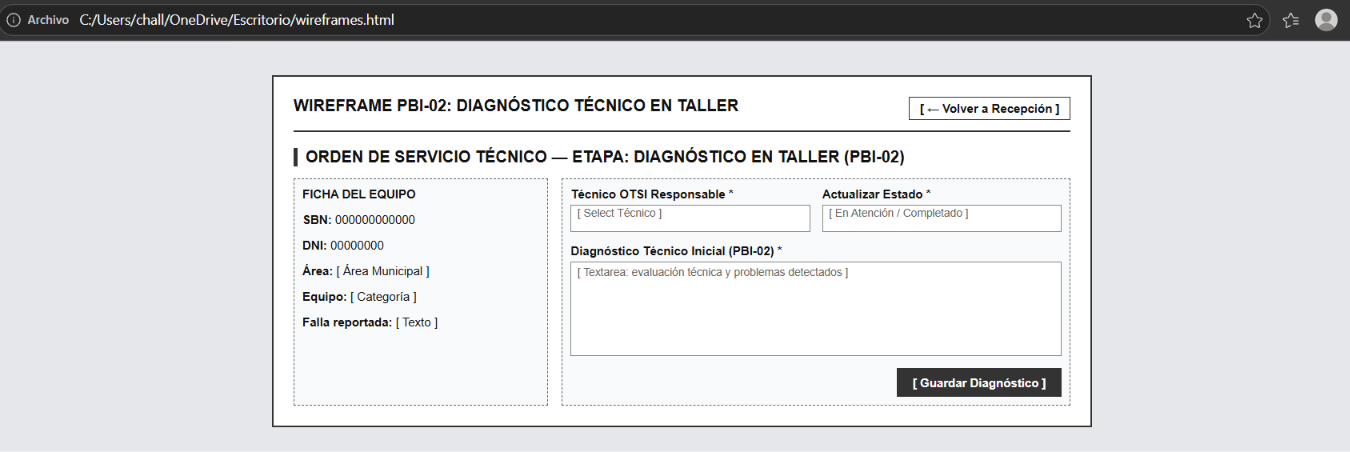 Archivo C:/Users/chall/OneDrive/Escritorio/wireframes.html
WIREFRAME PBI-02: DIAGNÓSTICO TÉCNICO EN TALLER
[ ← Volver a Recepción ]
ORDEN DE SERVICIO TÉCNICO — ETAPA: DIAGNÓSTICO EN TALLER (PBI-02)
FICHA DEL EQUIPO
SBN: 000000000000
DNI: 00000000
Área: [ Área Municipal ]
Equipo: [ Categoría ]
Falla reportada: [ Texto ]
Técnico OTSI Responsable *
[ Select Técnico ]
Actualizar Estado *
[ En Atención / Completado ]
Diagnóstico Técnico Inicial (PBI-02) *
[ Textarea: evaluación técnica y problemas detectados ]
[ Guardar Diagnóstico ]